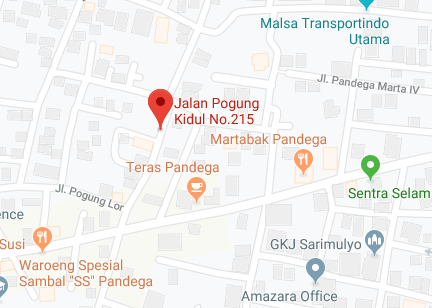 Malsa Transportindo
Utama
Jl. Pandega Marta IV
Jalan Pogung
Kidul No.215
Martabak Pandega
Teras Pandega
Jl. Pogung Lor
Sentra Selam
ence
Susi
GKJ Sarimulyo
Waroeng Spesial
Sambal "SS" Pandega
Amazara Office